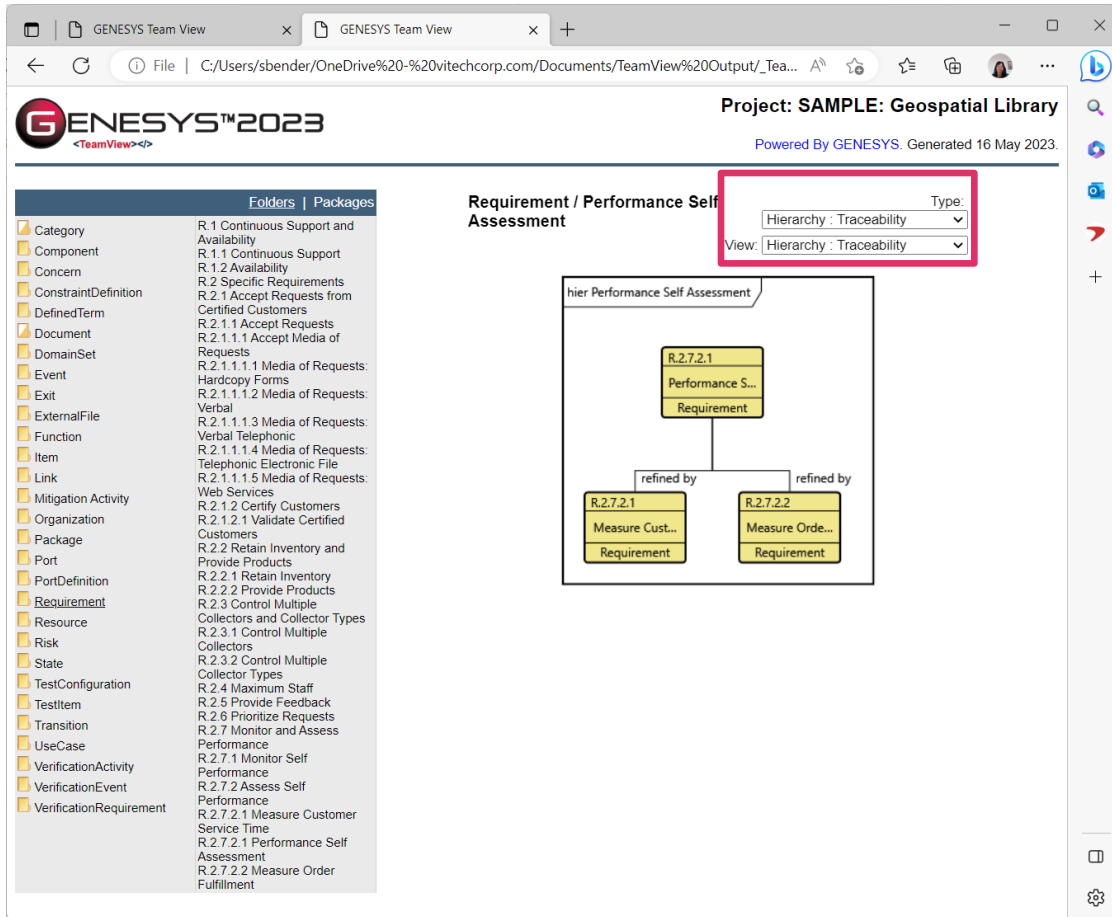 GENESYS Team View
GENESYS Team View
File | C:/Users/sbender/OneDrive%20-%20vitechcorp.com/Documents/TeamView%20Output/_Tea...
GENESYS™2023
<TeamView></>
Project: SAMPLE: Geospatial Library
Powered By GENESYS. Generated 16 May 2023.
Folders | Packages
Category
Component
Concern
ConstraintDefinition
DefinedTerm
Document
DomainSet
Event
Exit
ExternalFile
Function
Item
Link
Mitigation Activity
Organization
Package
Port
PortDefinition
Requirement
Resource
Risk
State
TestConfiguration
TestItem
Transition
UseCase
VerificationActivity
VerificationEvent
VerificationRequirement
R.1 Continuous Support and
Availability
R.1.1 Continuous Support
R.1.2 Availability
R.2 Specific Requirements
R.2.1 Accept Requests from
Certified Customers
R.2.1.1 Accept Requests
R.2.1.1.1 Accept Media of
Requests
R.2.1.1.1.1 Media of Requests:
Hardcopy Forms
R.2.1.1.1.2 Media of Requests:
Verbal
R.2.1.1.1.3 Media of Requests:
Verbal Telephonic
R.2.1.1.1.4 Media of Requests:
Telephonic Electronic File
R.2.1.1.1.5 Media of Requests:
Web Services
R.2.1.2 Certify Customers
R.2.1.2.1 Validate Certified
Customers
R.2.2 Retain Inventory and
Provide Products
R.2.2.1 Retain Inventory
R.2.2.2 Provide Products
R.2.3 Control Multiple
Collectors and Collector Types
R.2.3.1 Control Multiple
Collectors
R.2.3.2 Control Multiple
Collector Types
R.2.4 Maximum Staff
R.2.5 Provide Feedback
R.2.6 Prioritize Requests
R.2.7 Monitor and Assess
Performance
R.2.7.1 Monitor Self
Performance
R.2.7.2 Assess Self
Performance
R.2.7.2.1 Measure Customer
Service Time
R.2.7.2.1 Performance Self
Assessment
R.2.7.2.2 Measure Order
Fulfillment
Requirement / Performance Self
Assessment
Type:
Hierarchy : Traceability
View: Hierarchy : Traceability
hier Performance Self Assessment
R.2.7.2.1
Performance S...
Requirement
refined by
refined by
R.2.7.2.1
Measure Cust...
Requirement
R.2.7.2.2
Measure Orde...
Requirement